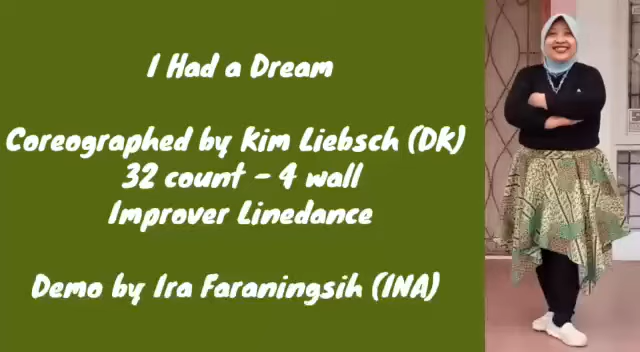 I Had a Dream
Coreographed by Kim Liebsch (DK)
32 count - 4 wall
Improver Linedance
Demo by Ira Faraningsih (INA)